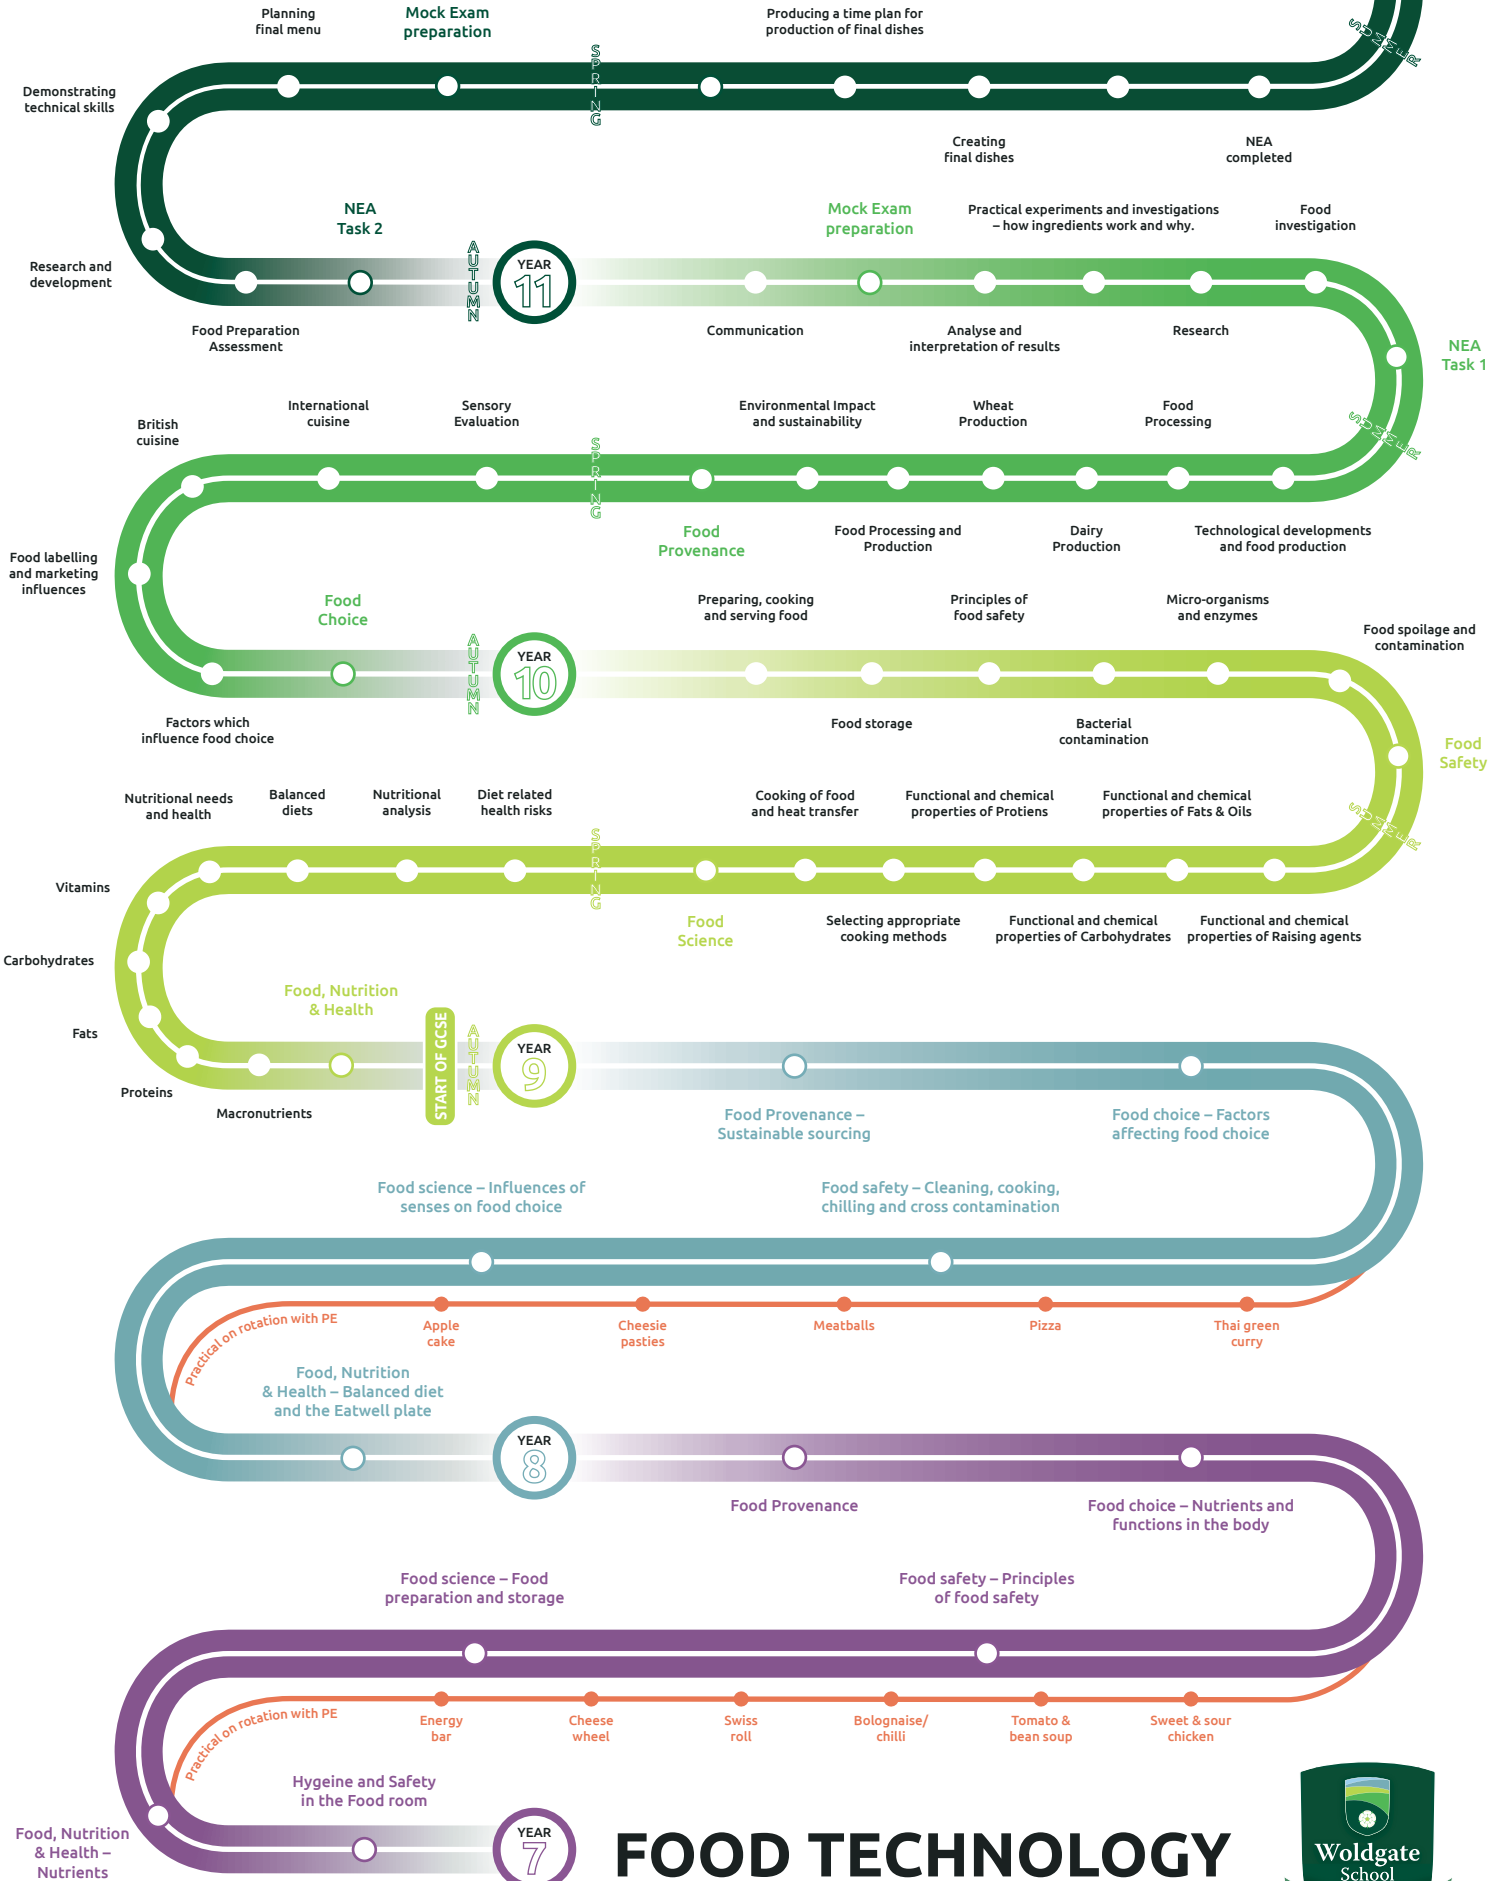 Planning
final menu
Mock Exam
preparation
Producing a time plan for
production of final dishes
SUMMER
SPRING
Demonstrating
technical skills
Creating
final dishes
NEA
completed
NEA
Task 2
Mock Exam
preparation
Practical experiments and investigations
– how ingredients work and why.
Food
investigation
Research and
development
AUTUMN
YEAR
11
Food Preparation
Assessment
Communication
Analyse and
interpretation of results
Research
NEA
Task 1
British
cuisine
International
cuisine
Sensory
Evaluation
Environmental Impact
and sustainability
Wheat
Production
Food
Processing
SUMMER
SPRING
Food
Provenance
Food Processing and
Production
Dairy
Production
Technological developments
and food production
Food labelling
and marketing
influences
Food
Choice
Preparing, cooking
and serving food
Principles of
food safety
Micro-organisms
and enzymes
Food spoilage and
contamination
AUTUMN
YEAR
10
Factors which
influence food choice
Food storage
Bacterial
contamination
Food
Safety
Nutritional needs
and health
Balanced
diets
Nutritional
analysis
Diet related
health risks
Cooking of food
and heat transfer
Functional and chemical
properties of Protiens
Functional and chemical
properties of Fats & Oils
SUMMER
SPRING
Vitamins
Food
Science
Selecting appropriate
cooking methods
Functional and chemical
properties of Carbohydrates
Functional and chemical
properties of Raising agents
Carbohydrates
Food, Nutrition
& Health
Fats
START OF GCSE
AUTUMN
YEAR
9
Proteins
Macronutrients
Food Provenance –
Sustainable sourcing
Food choice – Factors
affecting food choice
Food science – Influences of
senses on food choice
Food safety – Cleaning, cooking,
chilling and cross contamination
Practical on rotation with PE
Apple
cake
Cheesie
pasties
Meatballs
Pizza
Thai green
curry
Food, Nutrition
& Health – Balanced diet
and the Eatwell plate
YEAR
8
Food Provenance
Food choice – Nutrients and
functions in the body
Food science – Food
preparation and storage
Food safety – Principles
of food safety
Practical on rotation with PE
Energy
bar
Cheese
wheel
Swiss
roll
Bolognaise/
chilli
Tomato &
bean soup
Sweet & sour
chicken
Hygeine and Safety
in the Food room
Food, Nutrition
& Health –
Nutrients
YEAR
7
FOOD TECHNOLOGY
Woldgate
School